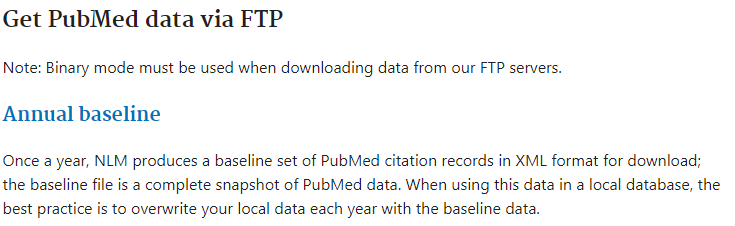 Get PubMed data via FTP
Note: Binary mode must be used when downloading data from our FTP servers.
Annual baseline
Once a year, NLM produces a baseline set of PubMed citation records in XML format for download;
the baseline file is a complete snapshot of PubMed data. When using this data in a local database, the
best practice is to overwrite your local data each year with the baseline data.